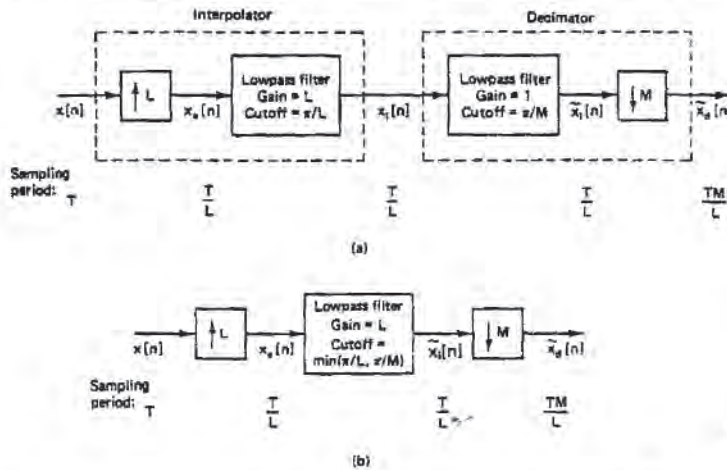 Interpolator
Decimator
↑ L
Lowpass filter
Gain = L
Cutoff = π/L
Lowpass filter
Gain = 1
Cutoff = π/M
↓ M
x[n]
xₑ[n]
xᵢ[n]
x̃ᵢ[n]
x̃d[n]
Sampling
period: T
T/L
T/L
T/L
TM/L
(a)
↑ L
Lowpass filter
Gain = L
Cutoff =
min(π/L, π/M)
↓ M
x[n]
xₑ[n]
x̃ᵢ[n]
x̃d[n]
Sampling
period: T
T/L
T/L
TM/L
(b)